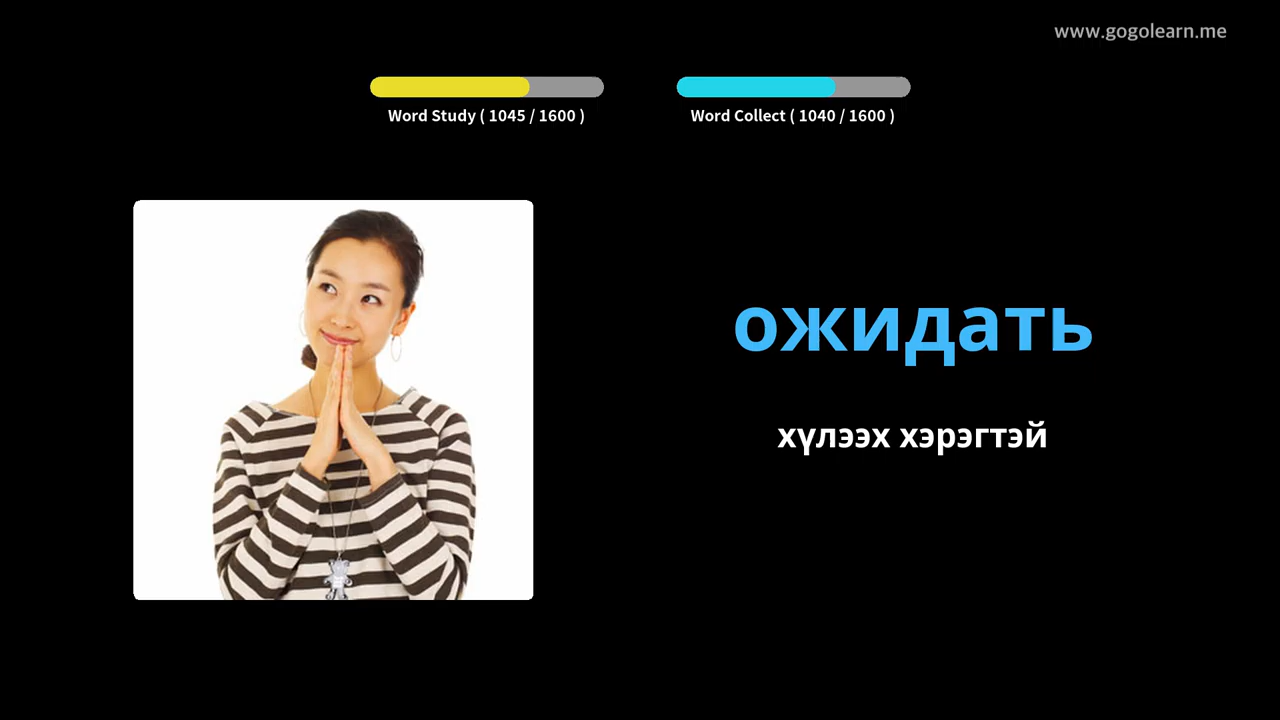 www.gogolearn.me
Word Study ( 1045 / 1600 )
Word Collect ( 1040 / 1600 )
ожидать
хүлээх хэрэгтэй